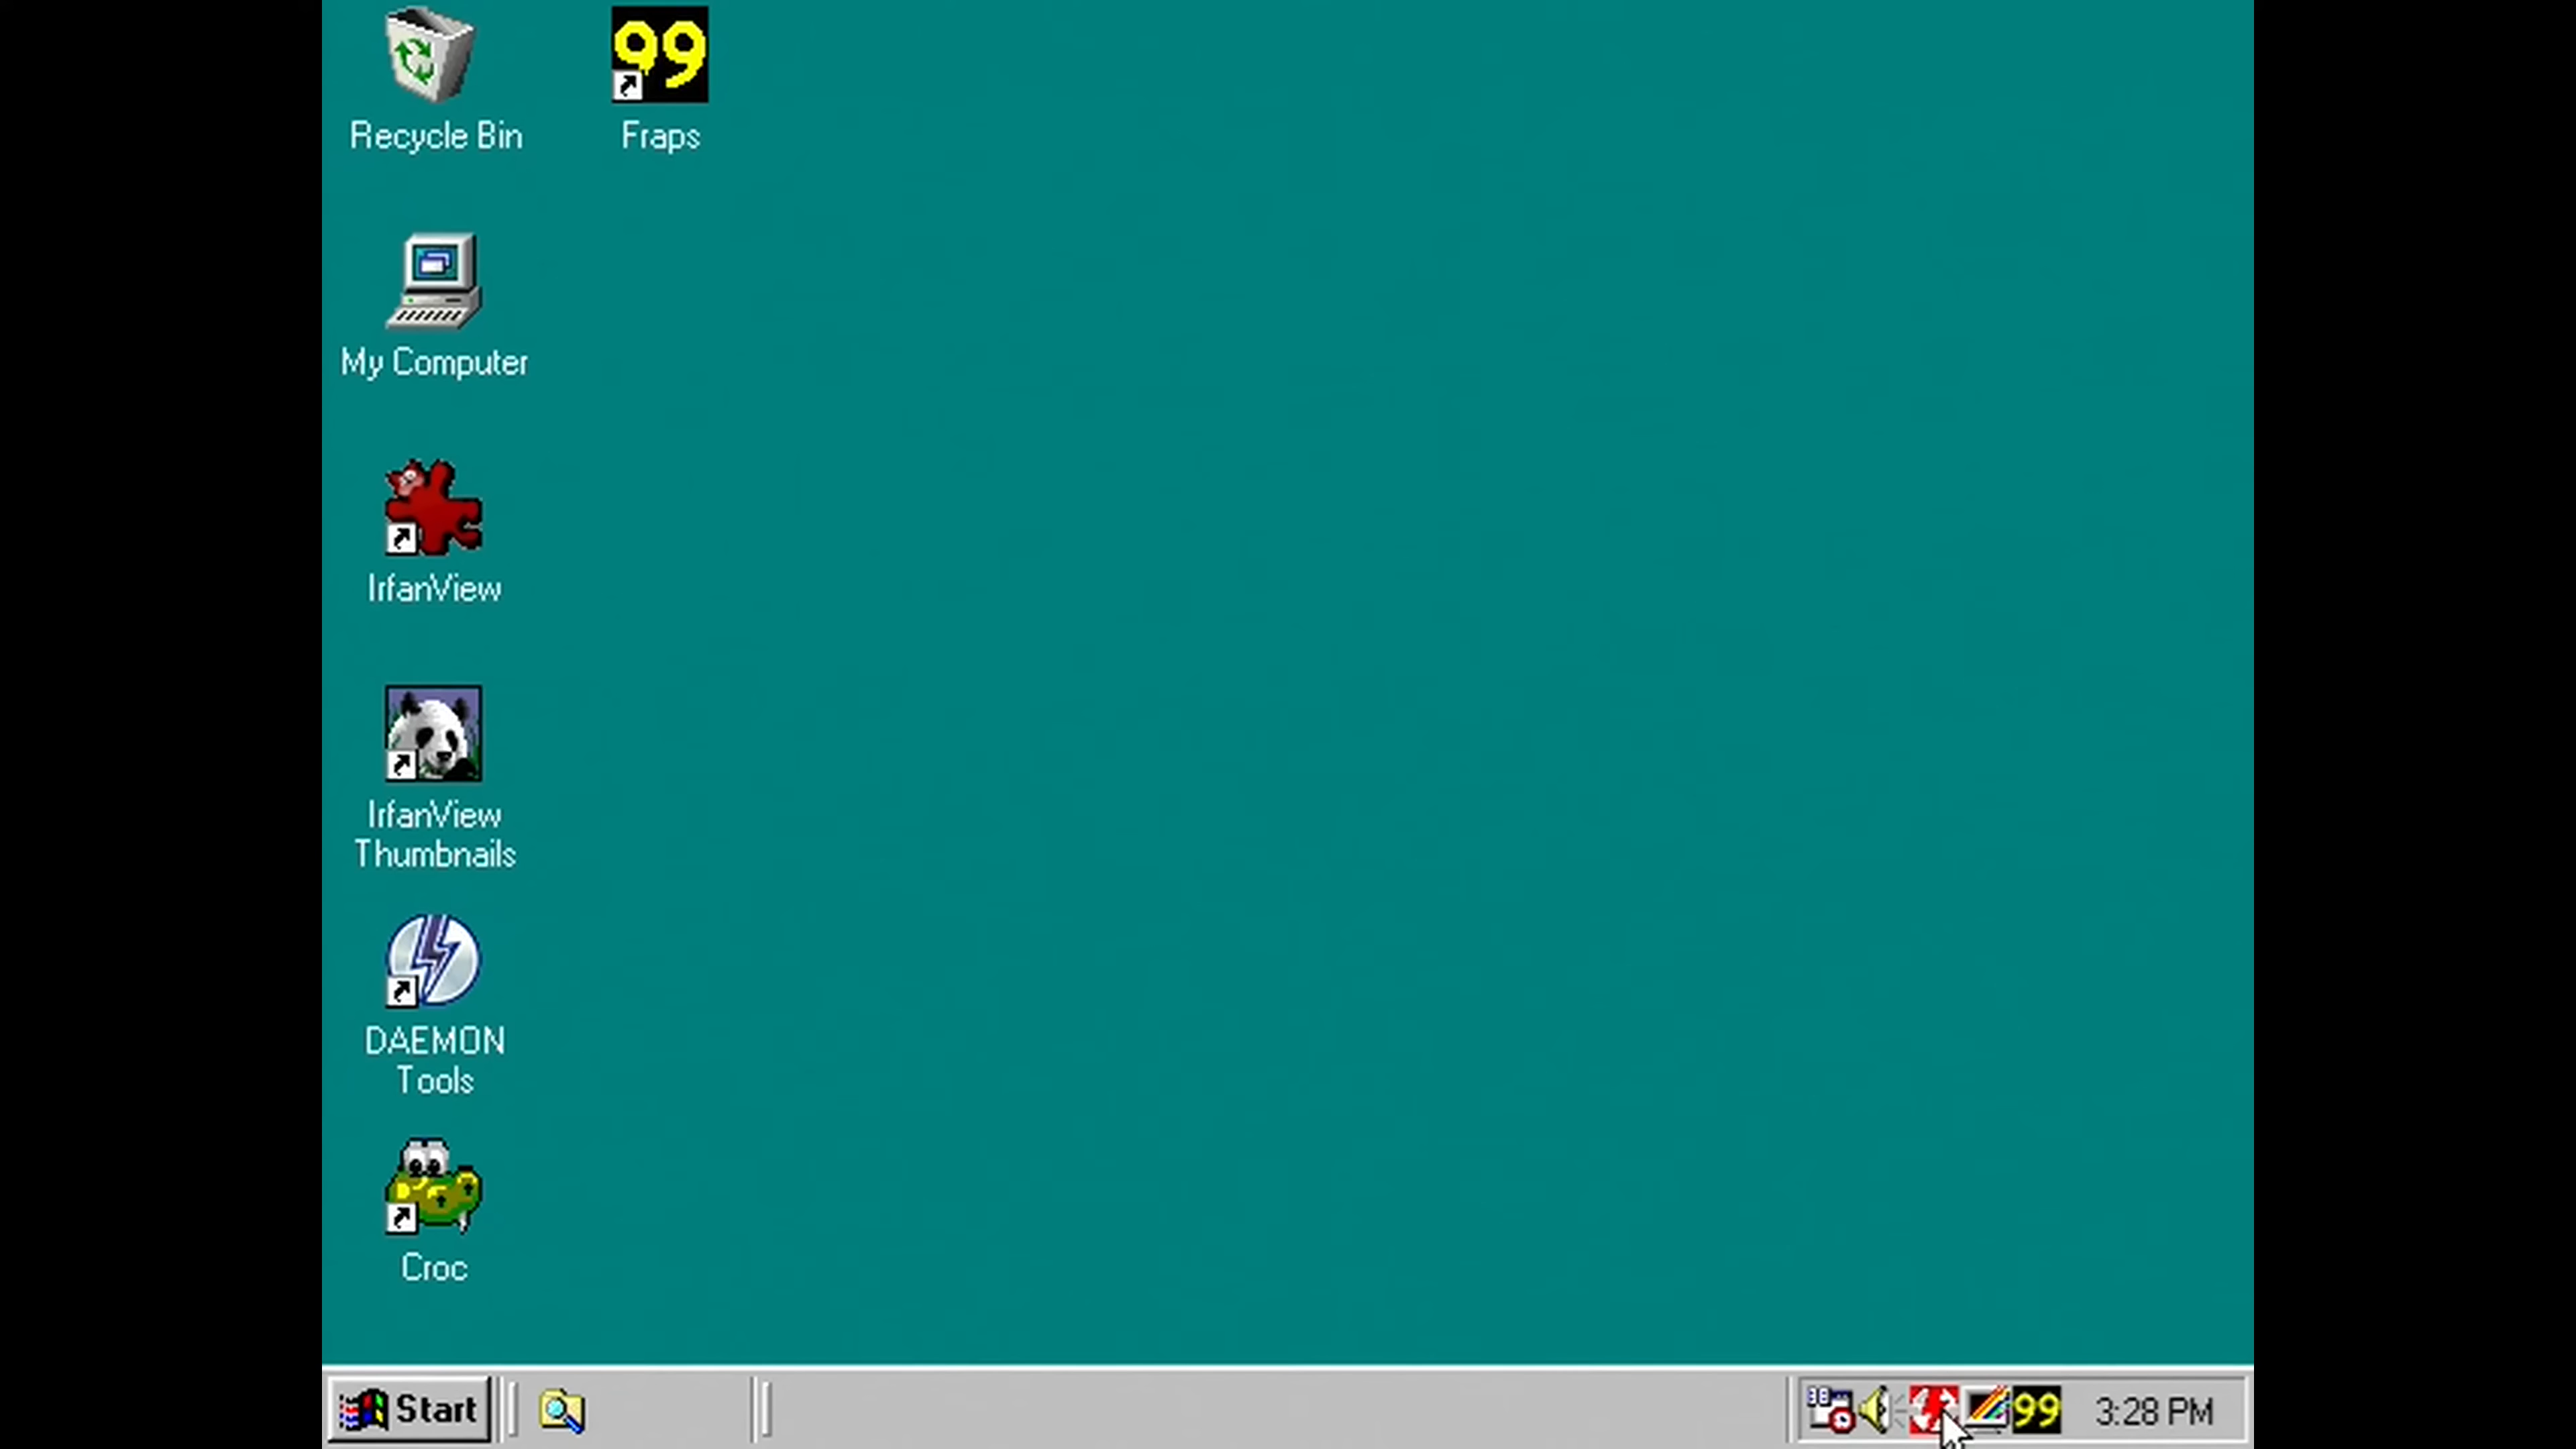 Recycle Bin
99
Fraps
My Computer
IrfanView
IrfanView
Thumbnails
DAEMON
Tools
Croc
Start
99
3:28 PM